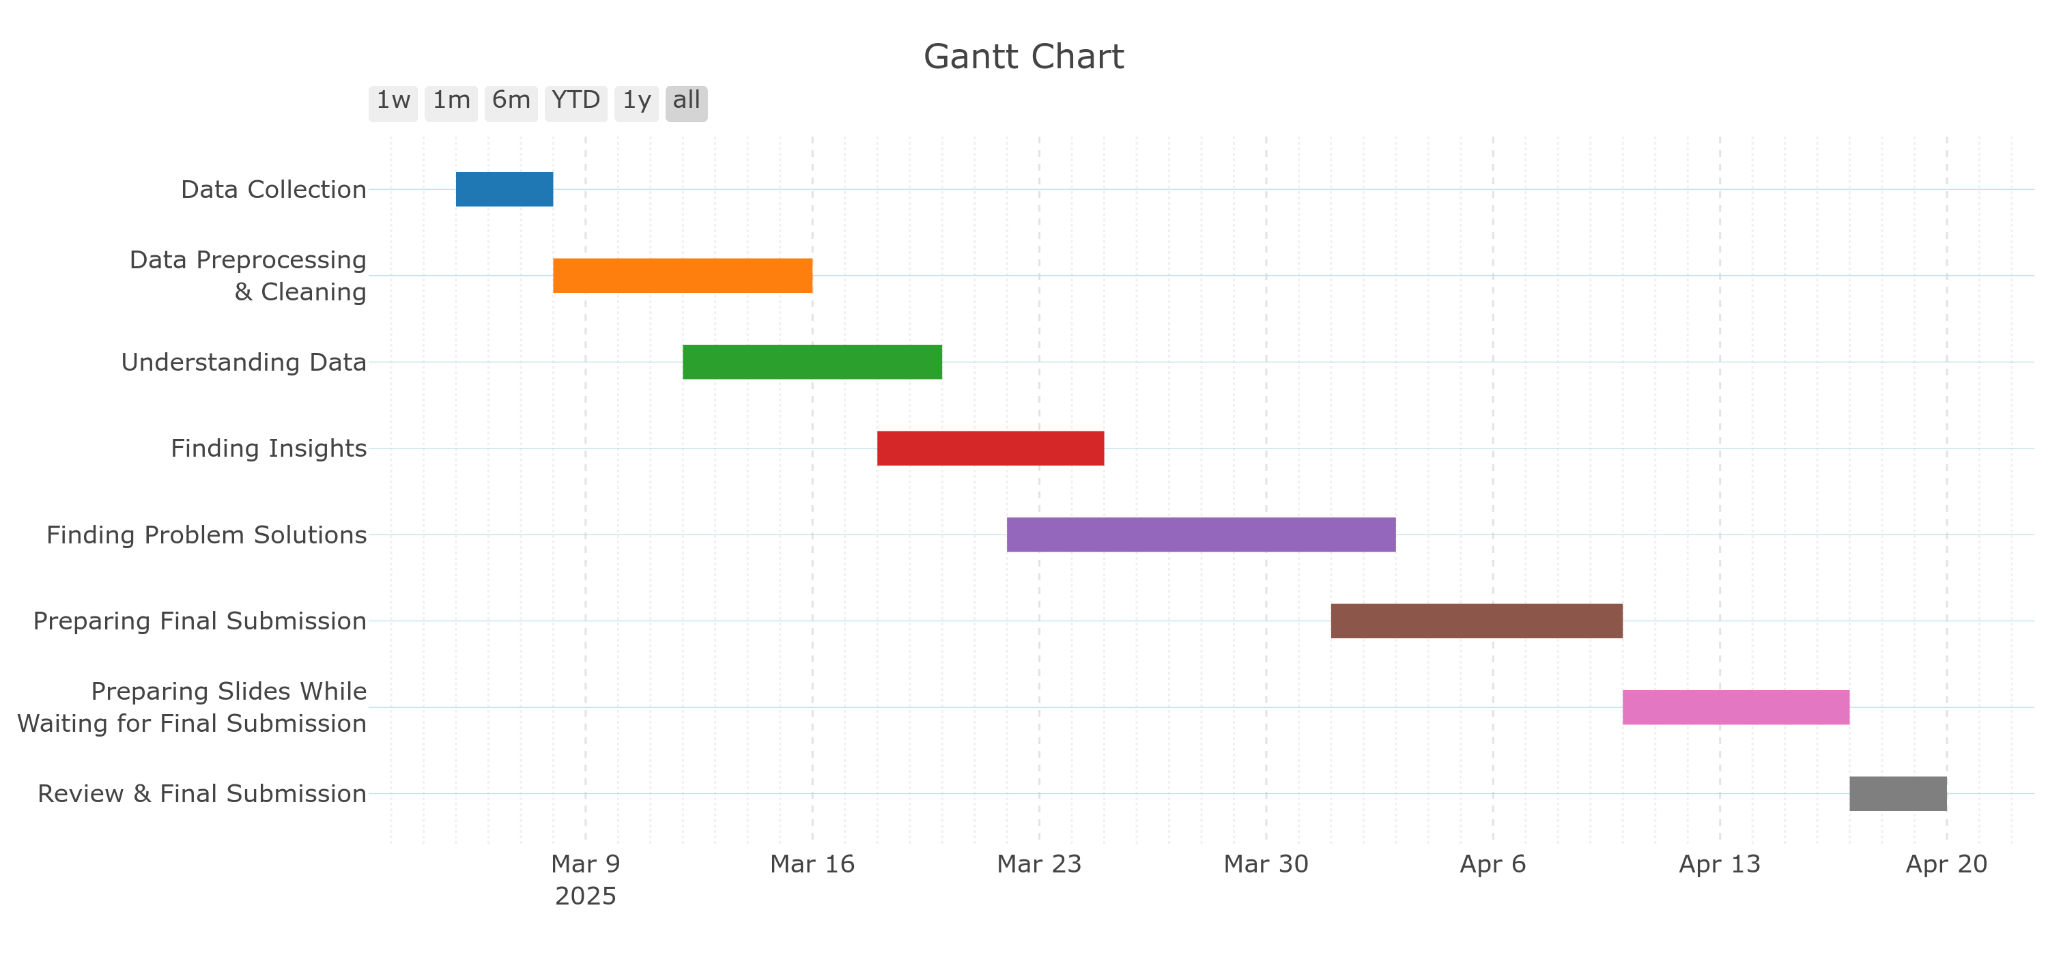 Gantt Chart
1w 1m 6m YTD 1y all
Data Collection
Data Preprocessing
& Cleaning
Understanding Data
Finding Insights
Finding Problem Solutions
Preparing Final Submission
Preparing Slides While
Waiting for Final Submission
Review & Final Submission
Mar 9 Mar 16 Mar 23 Mar 30 Apr 6 Apr 13 Apr 20
2025